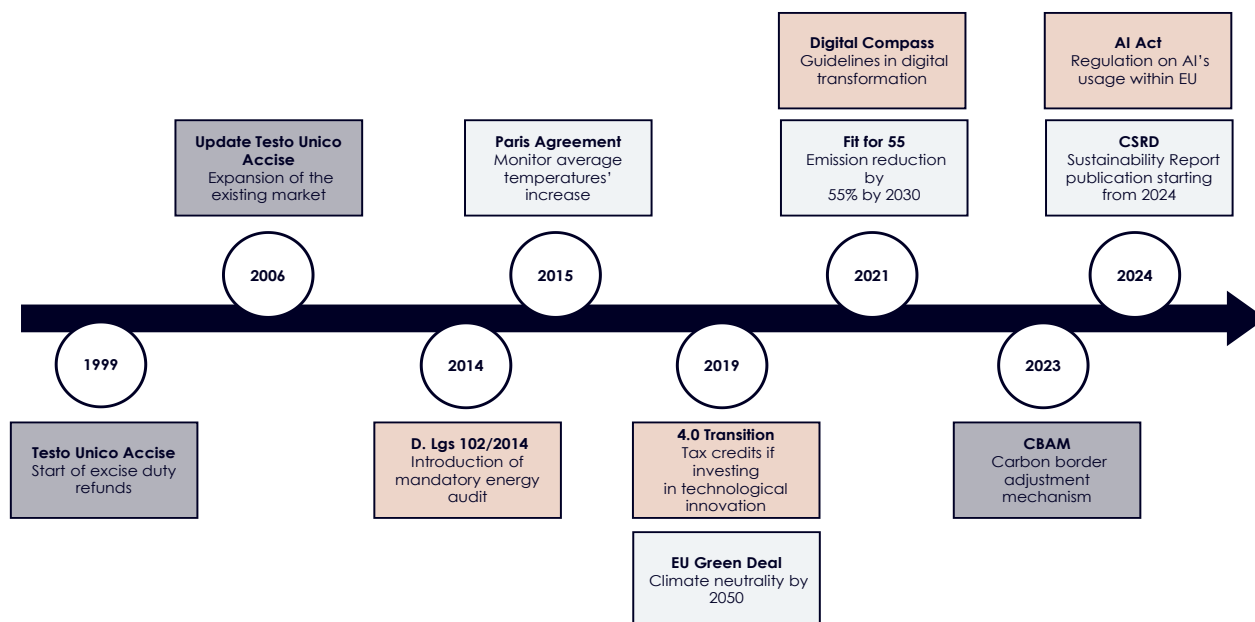 Digital Compass
Guidelines in digital
transformation
AI Act
Regulation on AI's
usage within EU
Update Testo Unico
Accise
Expansion of the
existing market
Paris Agreement
Monitor average
temperatures'
increase
Fit for 55
Emission reduction
by
55% by 2030
CSRD
Sustainability Report
publication starting
from 2024
2006
2015
2021
2024
1999
2014
2019
2023
Testo Unico Accise
Start of excise duty
refunds
D. Lgs 102/2014
Introduction of
mandatory energy
audit
4.0 Transition
Tax credits if
investing
in technological
innovation
CBAM
Carbon border
adjustment
mechanism
EU Green Deal
Climate neutrality by
2050